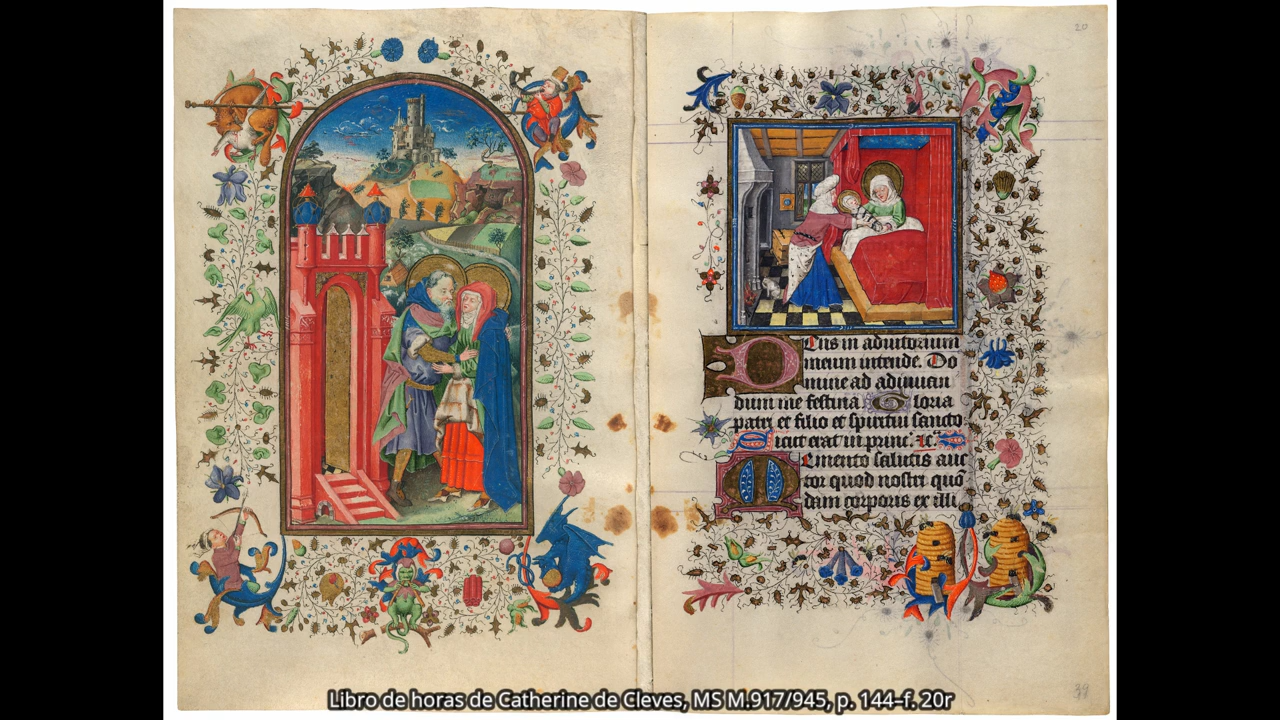 20
Deus in adiutorium
meum intende. Do
mine ad adiuuan
dum me festina Gloria
patri et filio et spiritui sancto
Sicut erat in princ. ⁊c.
Memento salutis auc
tor quod nostri quo͞
dam corporis ex illi
39
Libro de horas de Catherine de Cleves, MS M.917/945, p. 144–f. 20r